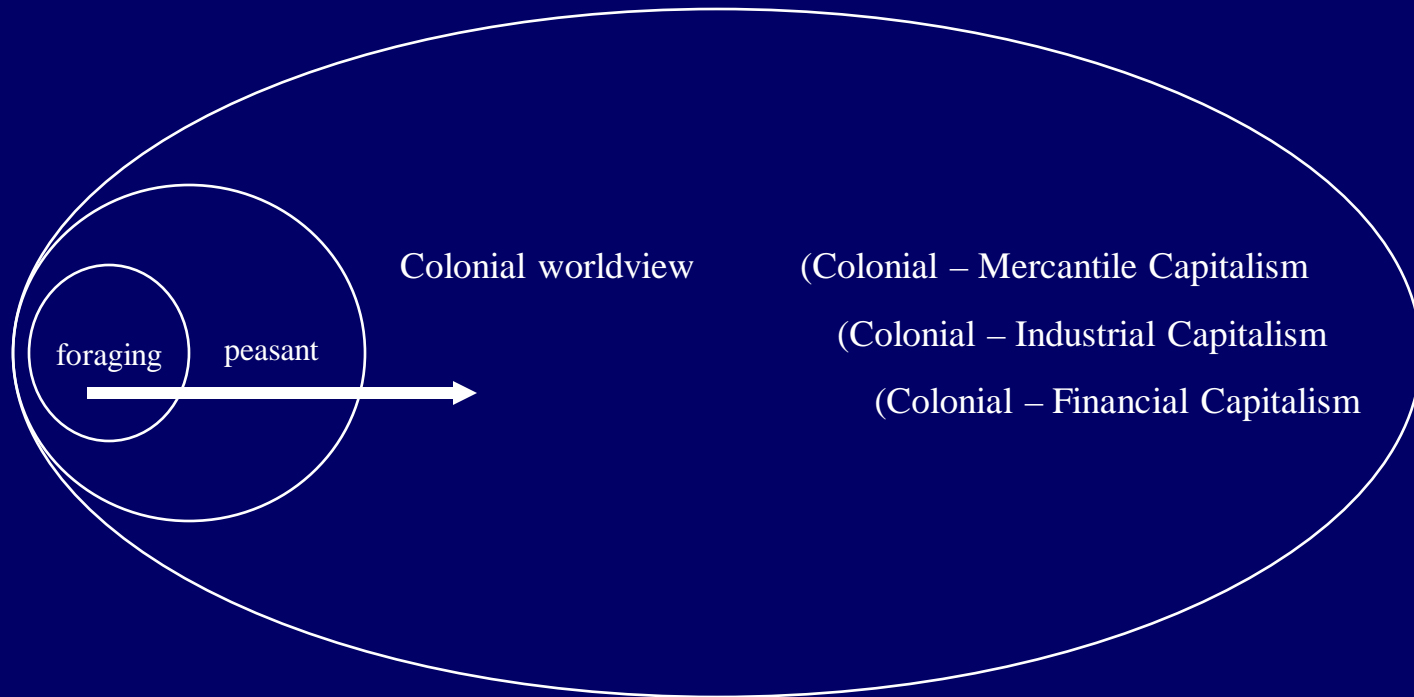 Colonial worldview (Colonial – Mercantile Capitalism
(Colonial – Industrial Capitalism
foraging peasant
(Colonial – Financial Capitalism